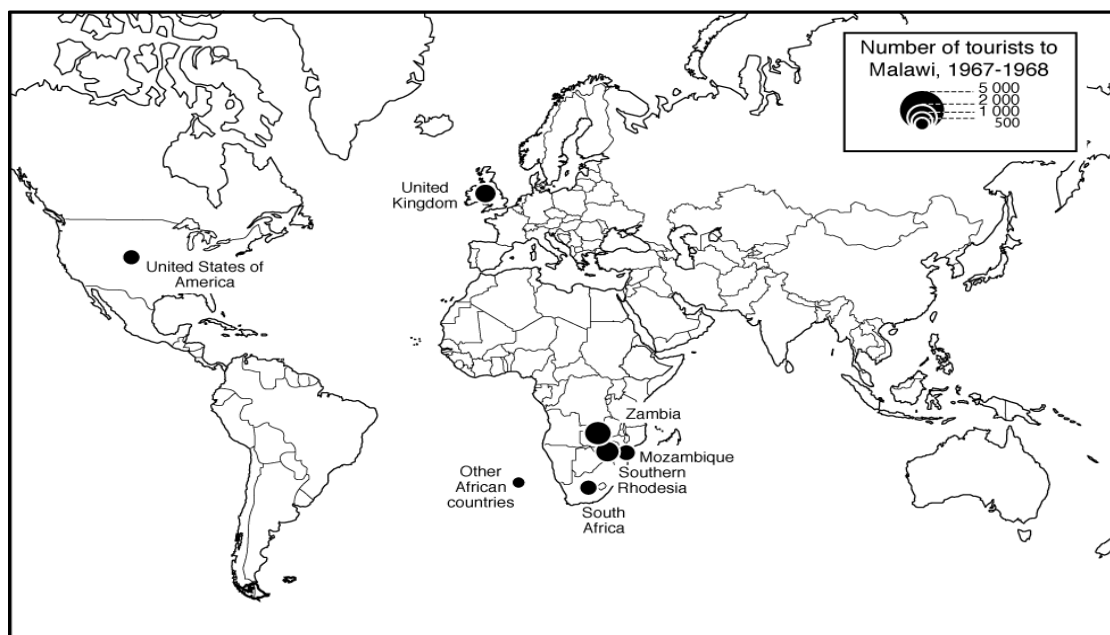 Number of tourists to
Malawi, 1967-1968
5 000
2 000
1 000
500
United
Kingdom
United States of
America
Zambia
Mozambique
Southern
Rhodesia
Other
African
countries
South
Africa